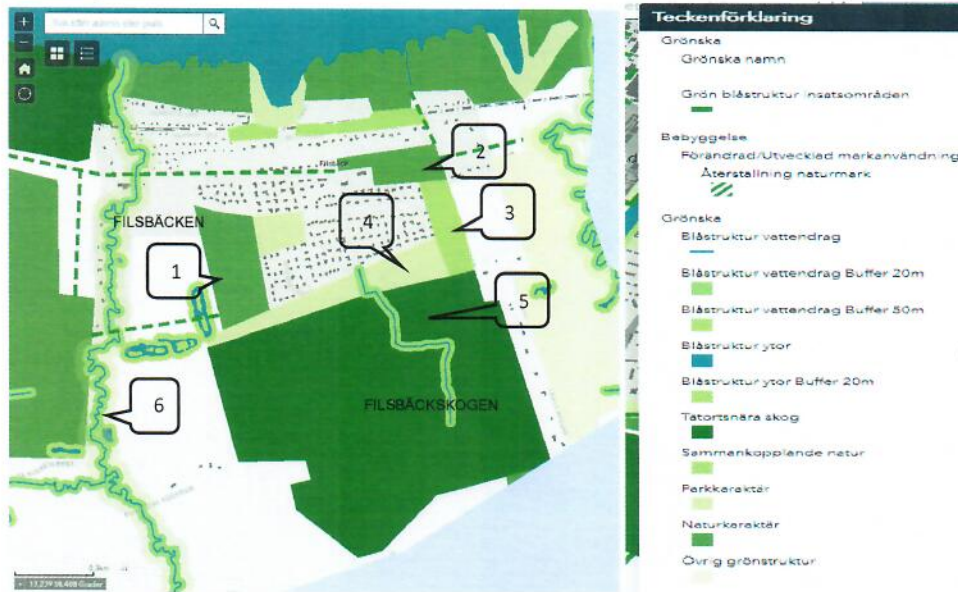 Teckenförklaring
Grönska
Grönska namn
Grön blåstruktur insatsområden
Bebyggelse
Förändrad/Utvecklad markanvändning
Återställning naturmark
Grönska
Blåstruktur vattendrag
Blåstruktur vattendrag Buffer 20m
Blåstruktur vattendrag Buffer 50m
Blåstruktur ytor
Blåstruktur ytor Buffer 20m
Tätortsnära skog
Sammankopplande natur
Parkkaraktär
Naturkaraktär
Övrig grönstruktur
2
3
4
FILSBÄCKEN
1
5
FILSBÄCKSKOGEN
6